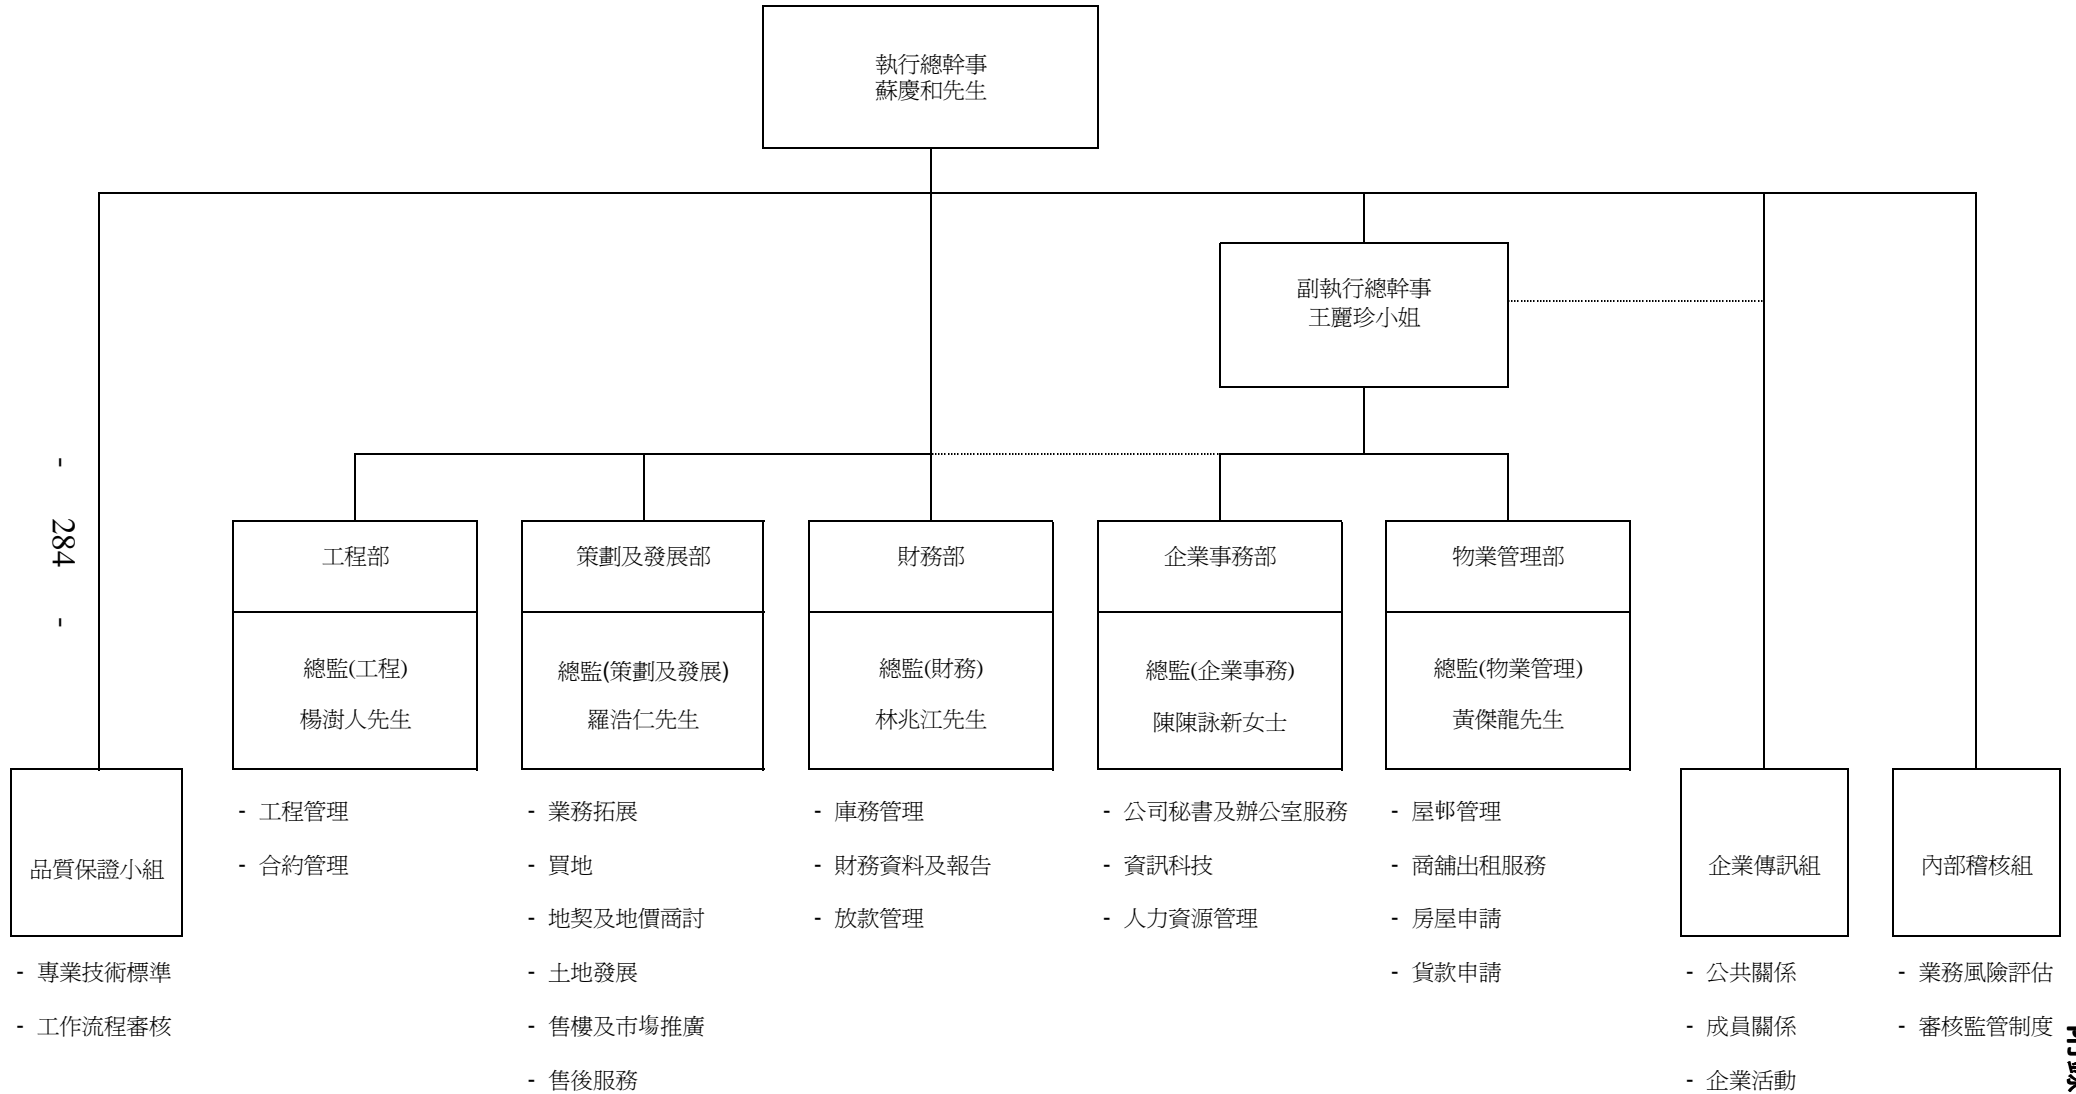 執行總幹事
蘇慶和先生
副執行總幹事
王麗珍小姐
- 284 -
工程部
總監(工程)
楊澍人先生
- 工程管理
- 合約管理
策劃及發展部
總監(策劃及發展)
羅浩仁先生
- 業務拓展
- 買地
- 地契及地價商討
- 土地發展
- 售樓及市場推廣
- 售後服務
財務部
總監(財務)
林兆江先生
- 庫務管理
- 財務資料及報告
- 放款管理
企業事務部
總監(企業事務)
陳陳詠新女士
- 公司秘書及辦公室服務
- 資訊科技
- 人力資源管理
物業管理部
總監(物業管理)
黃傑龍先生
- 屋邨管理
- 商舖出租服務
- 房屋申請
- 貨款申請
品質保證小組
- 專業技術標準
- 工作流程審核
企業傳訊組
- 公共關係
- 成員關係
- 企業活動
內部稽核組
- 業務風險評估
- 審核監管制度